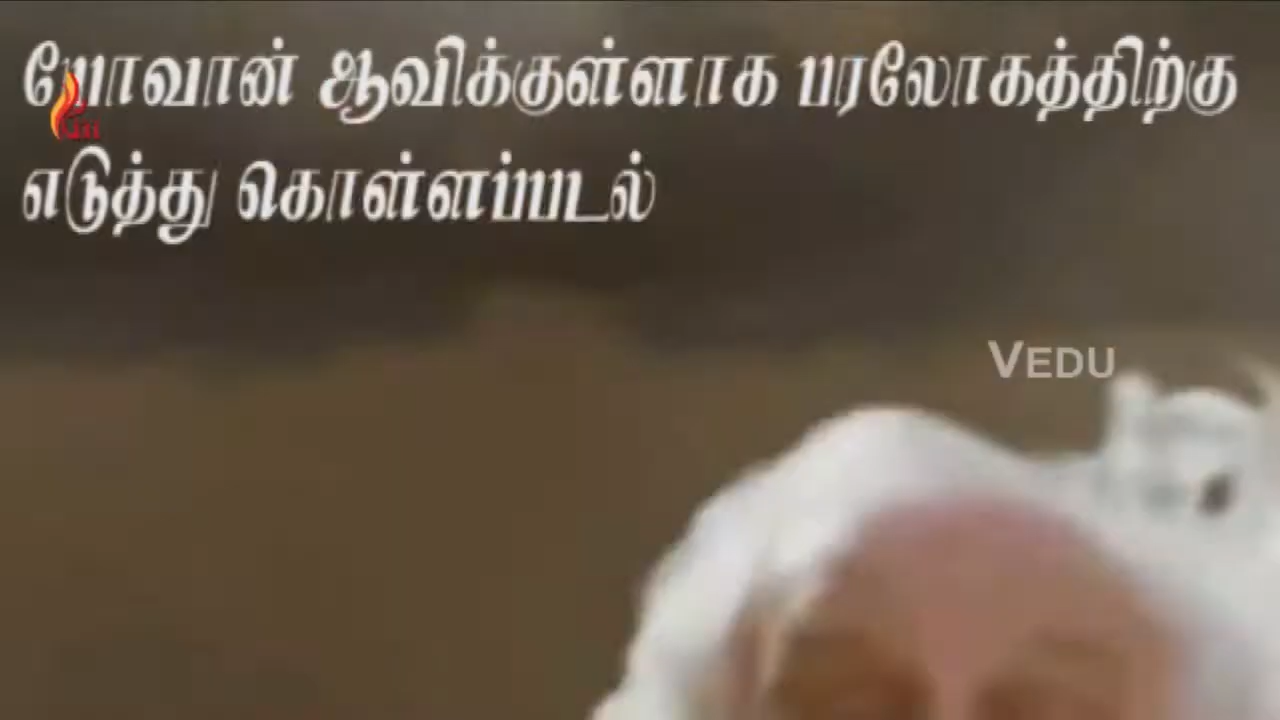 யோவான் ஆவிக்குள்ளாக பரலோகத்திற்கு
எடுத்து கொள்ளப்படல்
VEDU